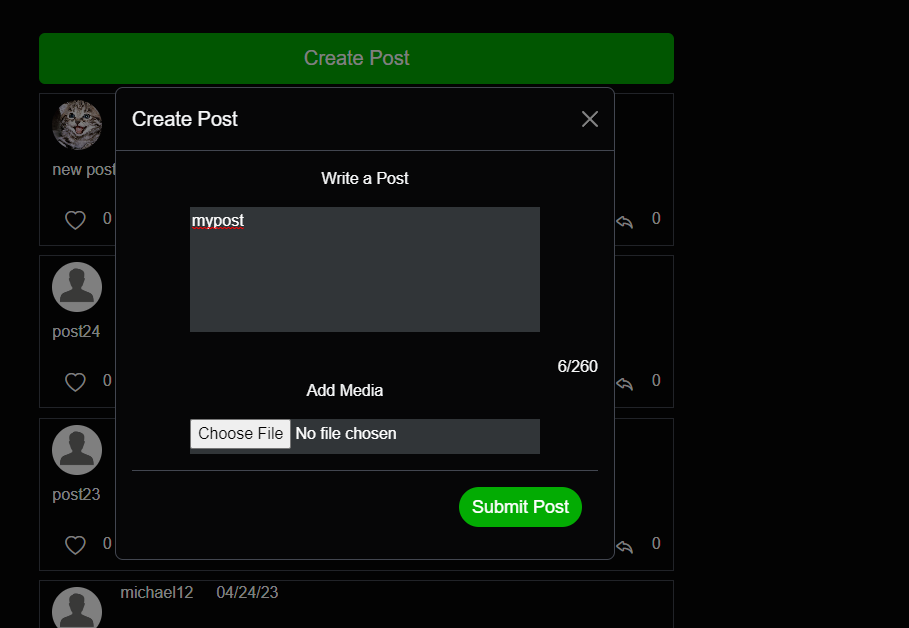 Create Post
Create Post
new post
Write a Post
mypost
0
0
post24
6/260
0
0
Add Media
Choose File No file chosen
post23
Submit Post
0
0
michael12 04/24/23